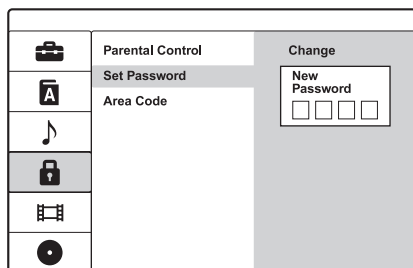 Parental Control
Set Password
Area Code
Change
New
Password
A